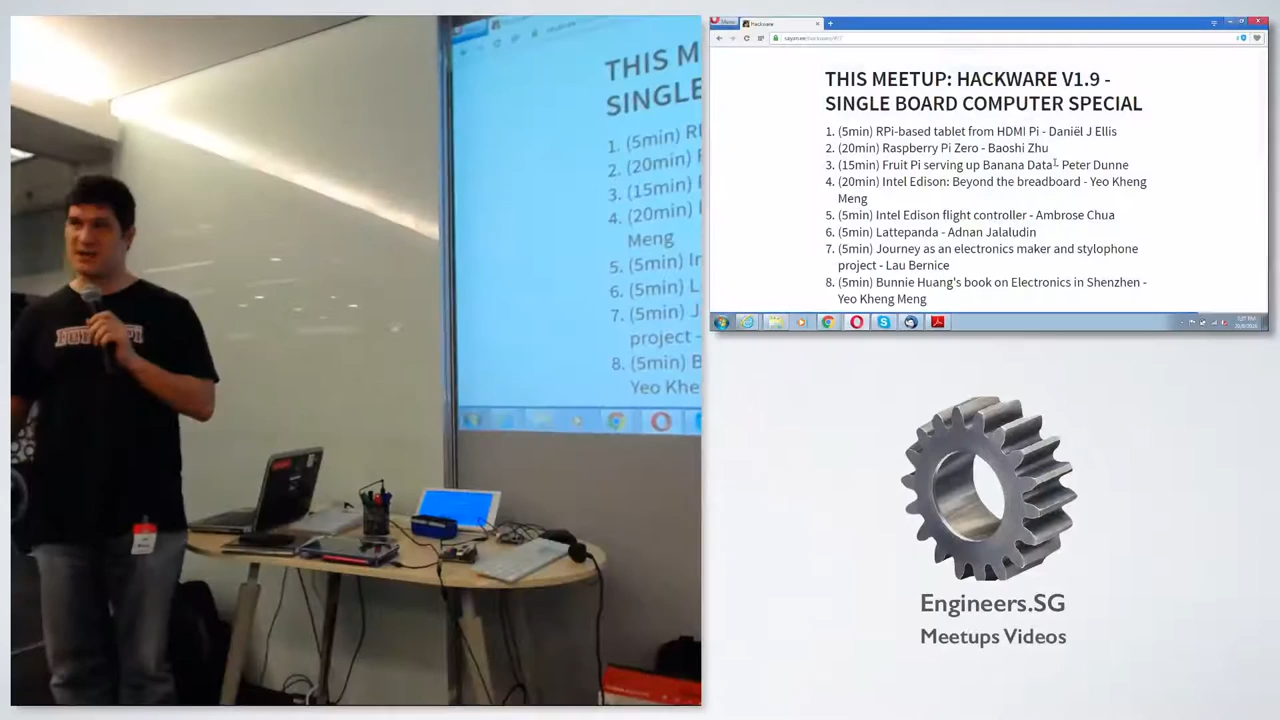 THIS M
SINGLE
1. (5min) R
2. (20min)
3. (15min)
4. (20min)
Meng
5. (5min) I
6. (5min) L
7. (5min) J
project -
8. (5min) B
Yeo Khe
Menu
Hackware
THIS MEETUP: HACKWARE V1.9 -
SINGLE BOARD COMPUTER SPECIAL
1. (5min) RPi-based tablet from HDMI Pi - Daniël J Ellis
2. (20min) Raspberry Pi Zero - Baoshi Zhu
3. (15min) Fruit Pi serving up Banana Data - Peter Dunne
4. (20min) Intel Edison: Beyond the breadboard - Yeo Kheng
Meng
5. (5min) Intel Edison flight controller - Ambrose Chua
6. (5min) Lattepanda - Adnan Jalaludin
7. (5min) Journey as an electronics maker and stylophone
project - Lau Bernice
8. (5min) Bunnie Huang's book on Electronics in Shenzhen -
Yeo Kheng Meng
Engineers.SG
Meetups Videos